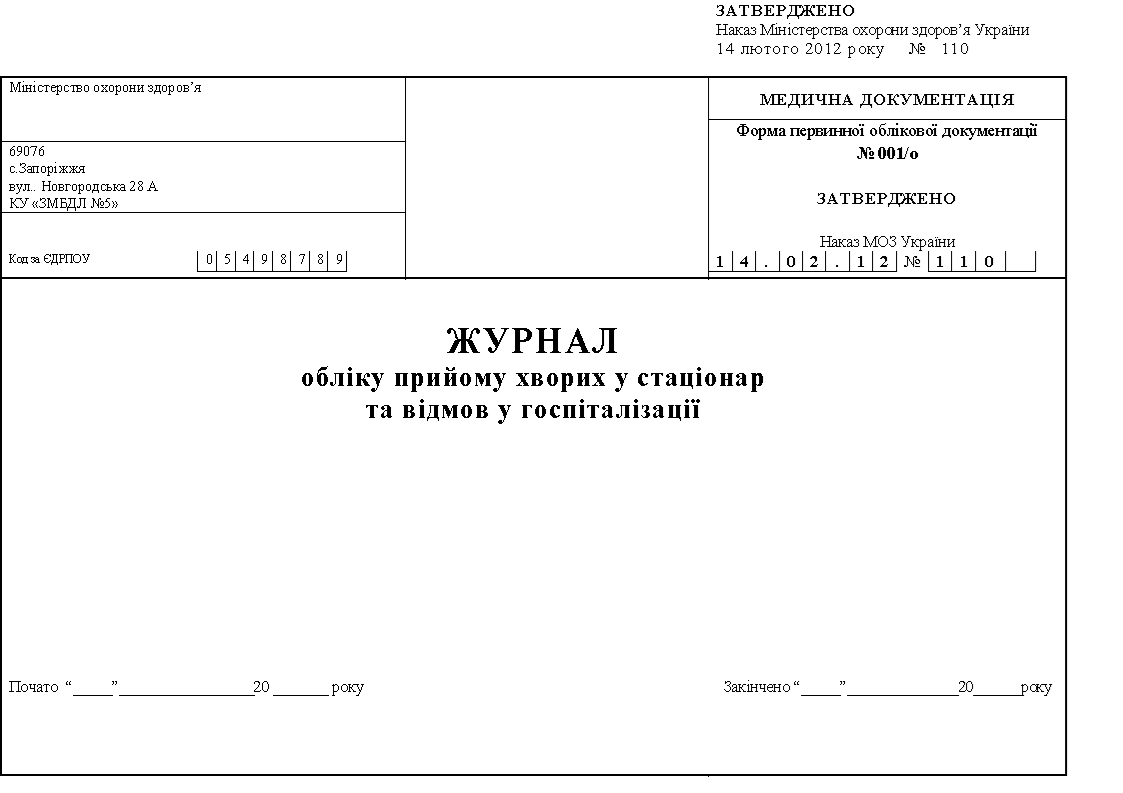 ЗАТВЕРДЖЕНО
Наказ Міністерства охорони здоров’я України
14 лютого 2012 року № 110
Міністерство охорони здоров’я
69076
с.Запоріжжя
вул.. Новгородська 28 А
КУ «ЗМБДЛ №5»
Код за ЄДРПОУ 0 5 4 9 8 7 8 9
МЕДИЧНА ДОКУМЕНТАЦІЯ
Форма первинної облікової документації
№ 001/о
ЗАТВЕРДЖЕНО
Наказ МОЗ України
1 4 . 0 2 . 1 2 № 1 1 0
ЖУРНАЛ
обліку прийому хворих у стаціонар
та відмов у госпіталізації
Почато “_____”_________________20 _______ року
Закінчено “_____”______________20______року